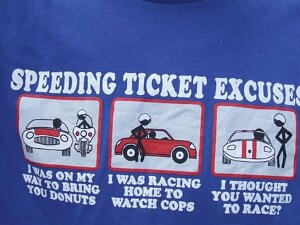 SPEEDING TICKET EXCUSES
I WAS ON MY
WAY TO BRING
YOU DONUTS
I WAS RACING
HOME TO
WATCH COPS
I THOUGHT
YOU WANTED
TO RACE?